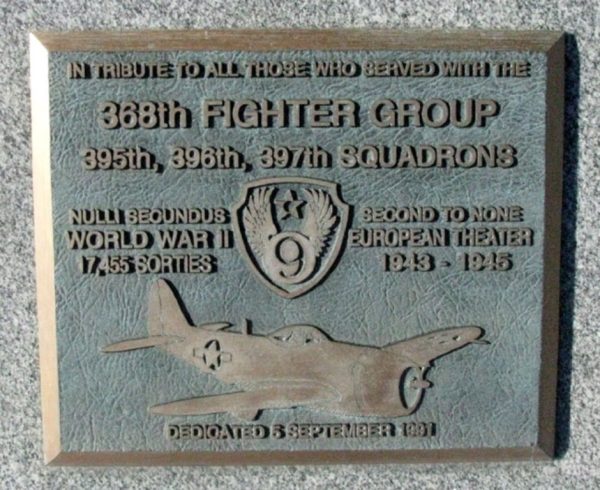 IN TRIBUTE TO ALL THOSE WHO SERVED WITH THE
368th FIGHTER GROUP
395th, 396th, 397th SQUADRONS
NULLI SECUNDUS
WORLD WAR II
17,455 SORTIES
9
SECOND TO NONE
EUROPEAN THEATER
1943 - 1945
DEDICATED 5 SEPTEMBER 1991